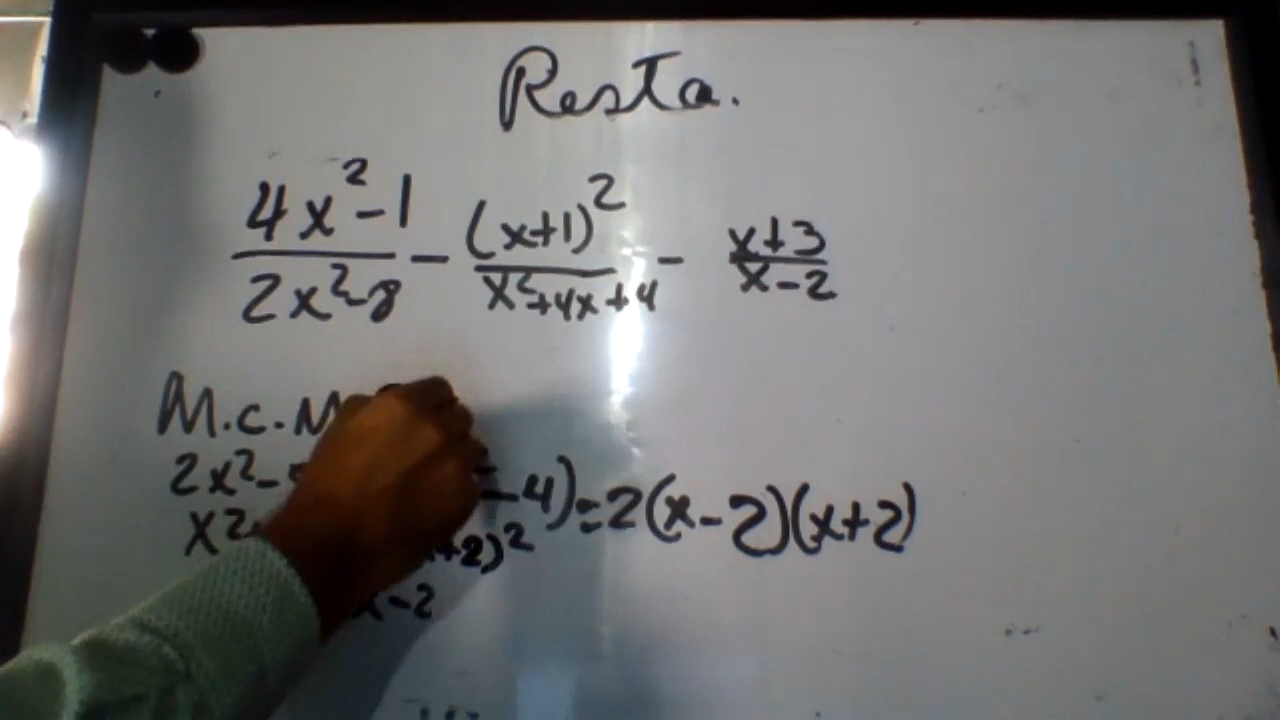 Resta.
4x²-1 / 2x²-8 - (x+1)² / x²+4x+4 - x+3 / x-2
M.C.M
2x²- -4)=2(x-2)(x+2)
x² +2)²
x-2